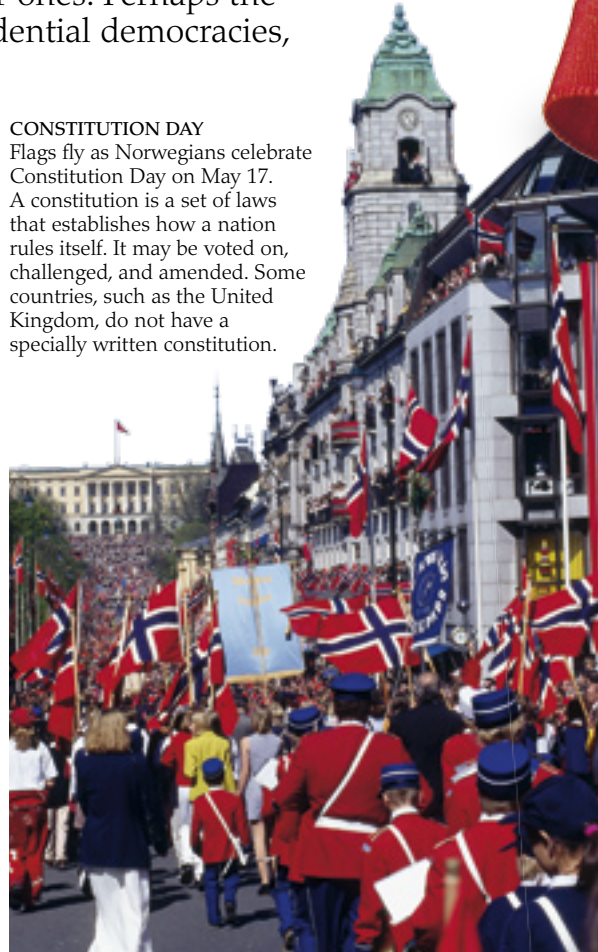 ones. Perhaps the
dential democracies,
CONSTITUTION DAY
Flags fly as Norwegians celebrate
Constitution Day on May 17.
A constitution is a set of laws
that establishes how a nation
rules itself. It may be voted on,
challenged, and amended. Some
countries, such as the United
Kingdom, do not have a
specially written constitution.